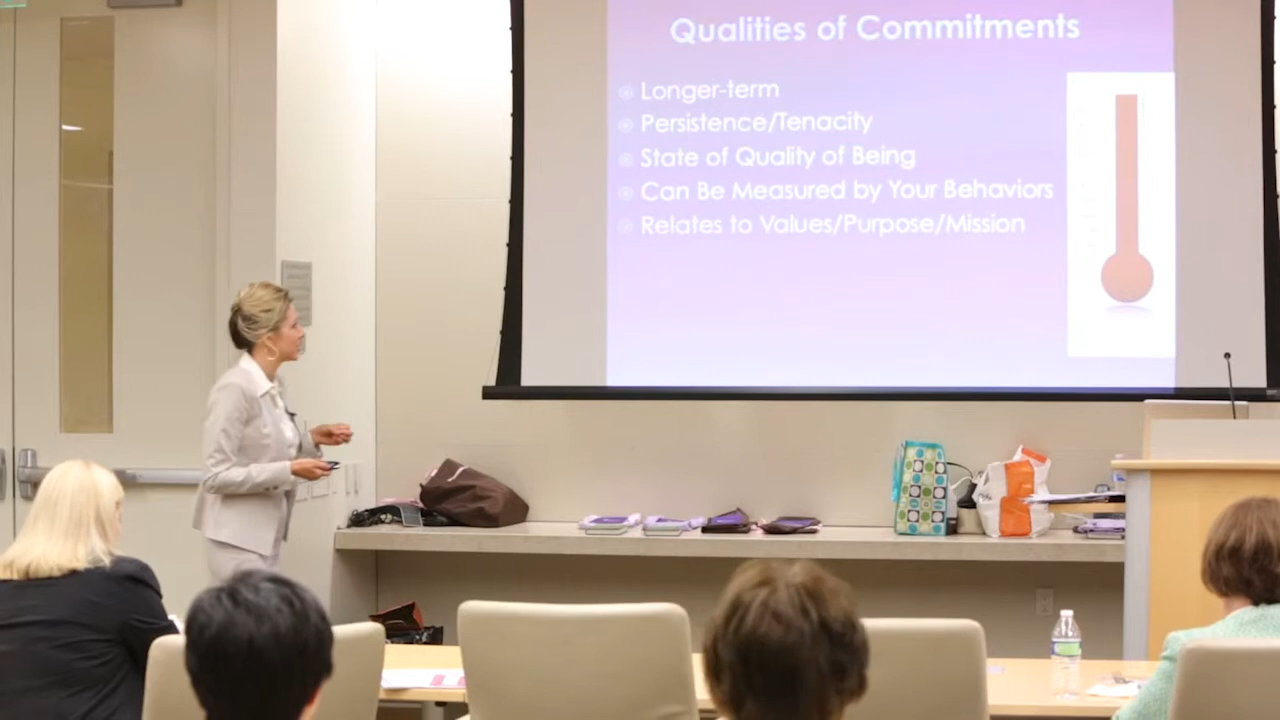 Qualities of Commitments
Longer-term
Persistence/Tenacity
State of Quality of Being
Can Be Measured by Your Behaviors
Relates to Values/Purpose/Mission